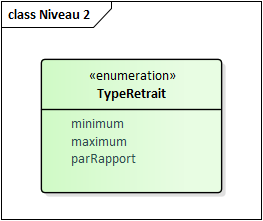 class Niveau 2
«enumeration»
TypeRetrait
minimum
maximum
parRapport